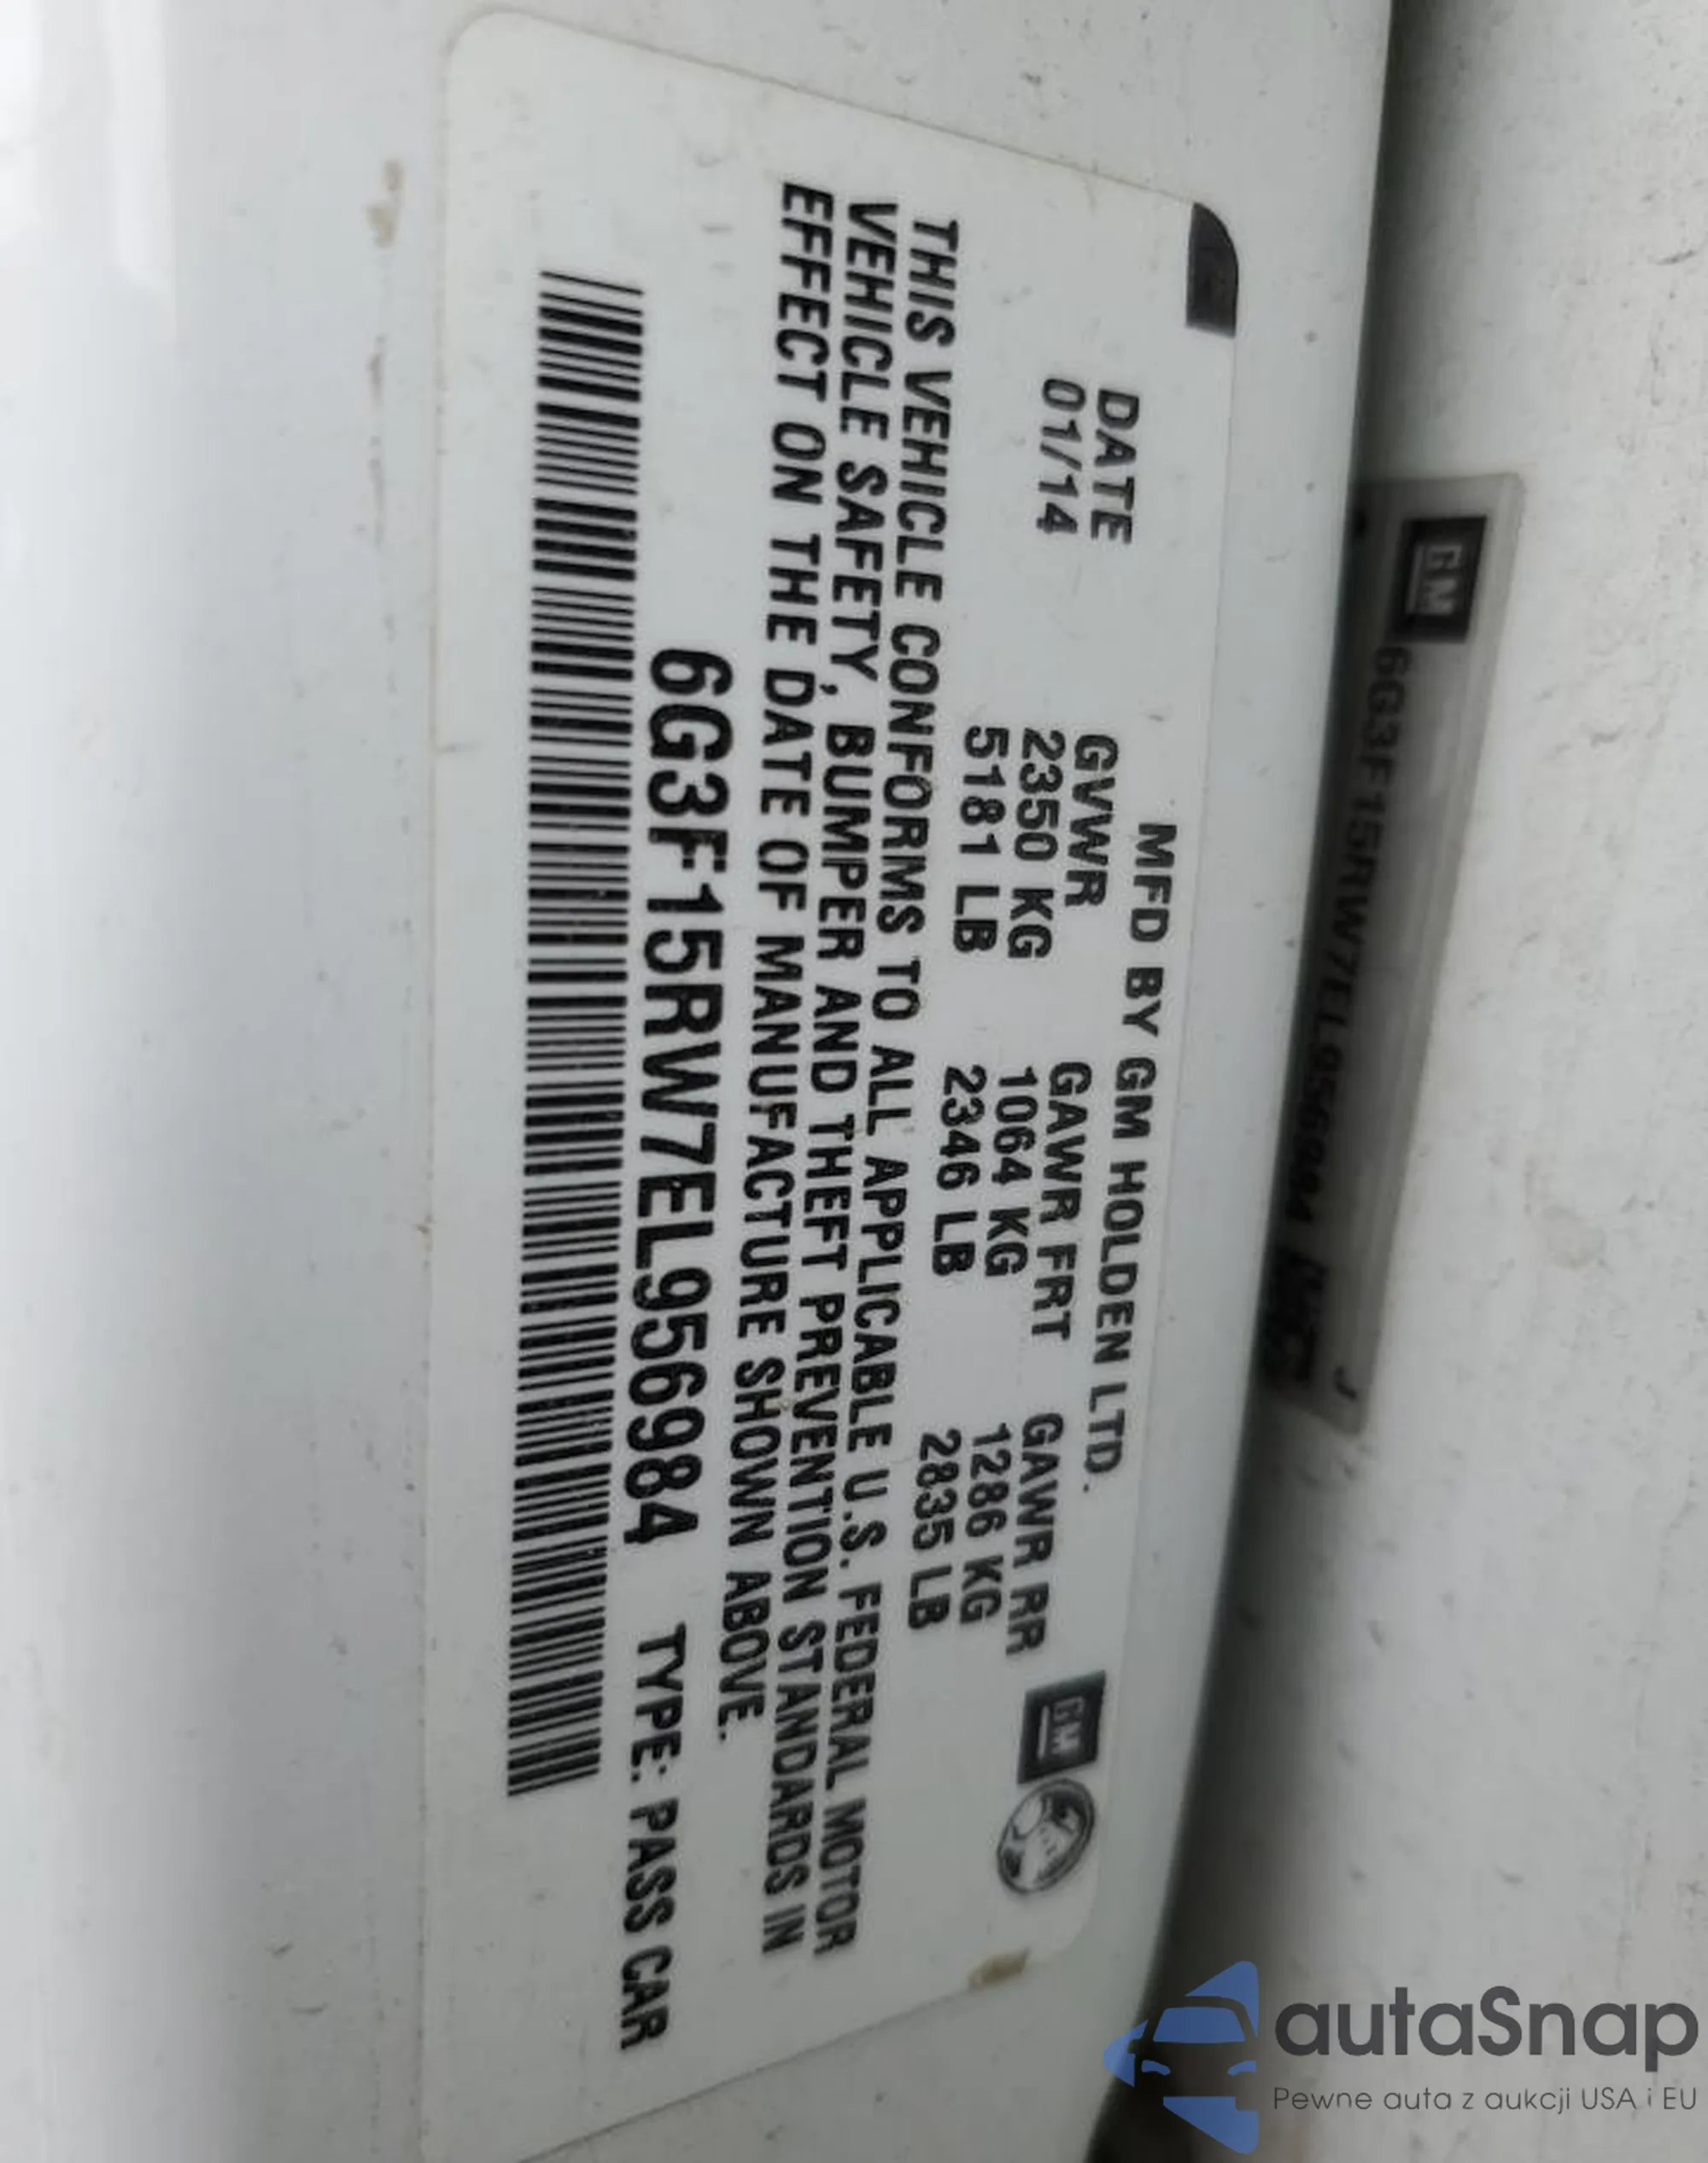 MFD BY GM HOLDEN LTD.
DATE GVWR GAWR FRT GAWR RR
01/14 2350 KG 1064 KG 1286 KG
5181 LB 2346 LB 2835 LB
GM
THIS VEHICLE CONFORMS TO ALL APPLICABLE U.S. FEDERAL MOTOR
VEHICLE SAFETY, BUMPER AND THEFT PREVENTION STANDARDS IN
EFFECT ON THE DATE OF MANUFACTURE SHOWN ABOVE.
6G3F15RW7EL956984 TYPE: PASS CAR
GM
J
autaSnap
Pewne auta z aukcji USA i EU